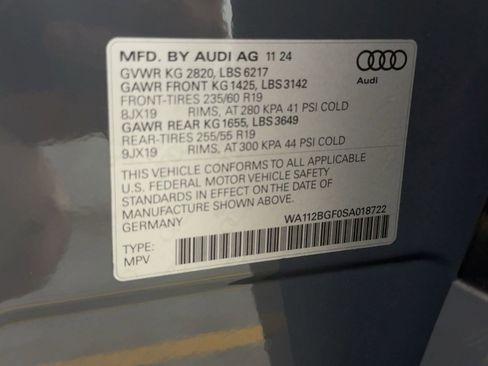 MFD. BY AUDI AG 11 24
GVWR KG 2820, LBS 6217
GAWR FRONT KG 1425, LBS 3142
FRONT-TIRES 235/60 R19
8JX19 RIMS, AT 280 KPA 41 PSI COLD
GAWR REAR KG 1655, LBS 3649
REAR-TIRES 255/55 R19
9JX19 RIMS, AT 300 KPA 44 PSI COLD
THIS VEHICLE CONFORMS TO ALL APPLICABLE
U.S. FEDERAL MOTOR VEHICLE SAFETY
STANDARDS IN EFFECT ON THE DATE OF
MANUFACTURE SHOWN ABOVE.
GERMANY
WA112BGF0SA018722
TYPE:
MPV
Audi